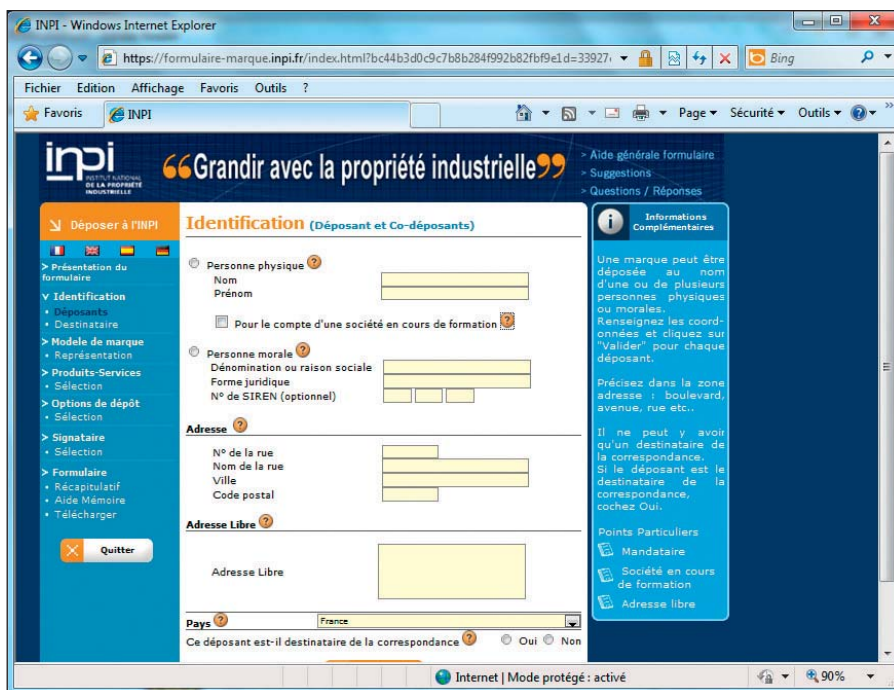 INPI - Windows Internet Explorer
https://formulaire-marque.inpi.fr/index.html?bc44b3d0c9c7b8b284f992b82fbf9e1d=33927
Bing
Fichier Edition Affichage Favoris Outils ?
Favoris INPI Page Sécurité Outils
inpi
INSTITUT NATIONAL
DE LA PROPRIÉTÉ
INDUSTRIELLE
“Grandir avec la propriété industrielle”
> Aide générale formulaire
> Suggestions
> Questions / Réponses
Déposer à l'INPI
> Présentation du
formulaire
v Identification
• Déposants
• Destinataire
> Modele de marque
• Représentation
> Produits-Services
• Sélection
> Options de dépôt
• Sélection
> Signataire
• Sélection
> Formulaire
• Récapitulatif
• Aide Mémoire
• Télécharger
Quitter
Identification (Déposant et Co-déposants)
Personne physique ?
Nom
Prénom
Pour le compte d'une société en cours de formation ?
Personne morale ?
Dénomination ou raison sociale
Forme juridique
N° de SIREN (optionnel)
Adresse ?
N° de la rue
Nom de la rue
Ville
Code postal
Adresse Libre ?
Adresse Libre
Pays ? France
Ce déposant est-il destinataire de la correspondance ? Oui Non
i Informations
Complémentaires
Une marque peut être
déposée au nom
d'une ou de plusieurs
personnes physiques
ou morales.
Renseignez les coord-
onnées et cliquez sur
"Valider" pour chaque
déposant.
Précisez dans la zone
adresse : boulevard,
avenue, rue etc..
Il ne peut y avoir
qu'un destinataire de
la correspondance.
Si le déposant est le
destinataire de la
correspondance,
cochez Oui.
Points Particuliers
Mandataire
Société en cours
de formation
Adresse libre
Internet | Mode protégé : activé
90%